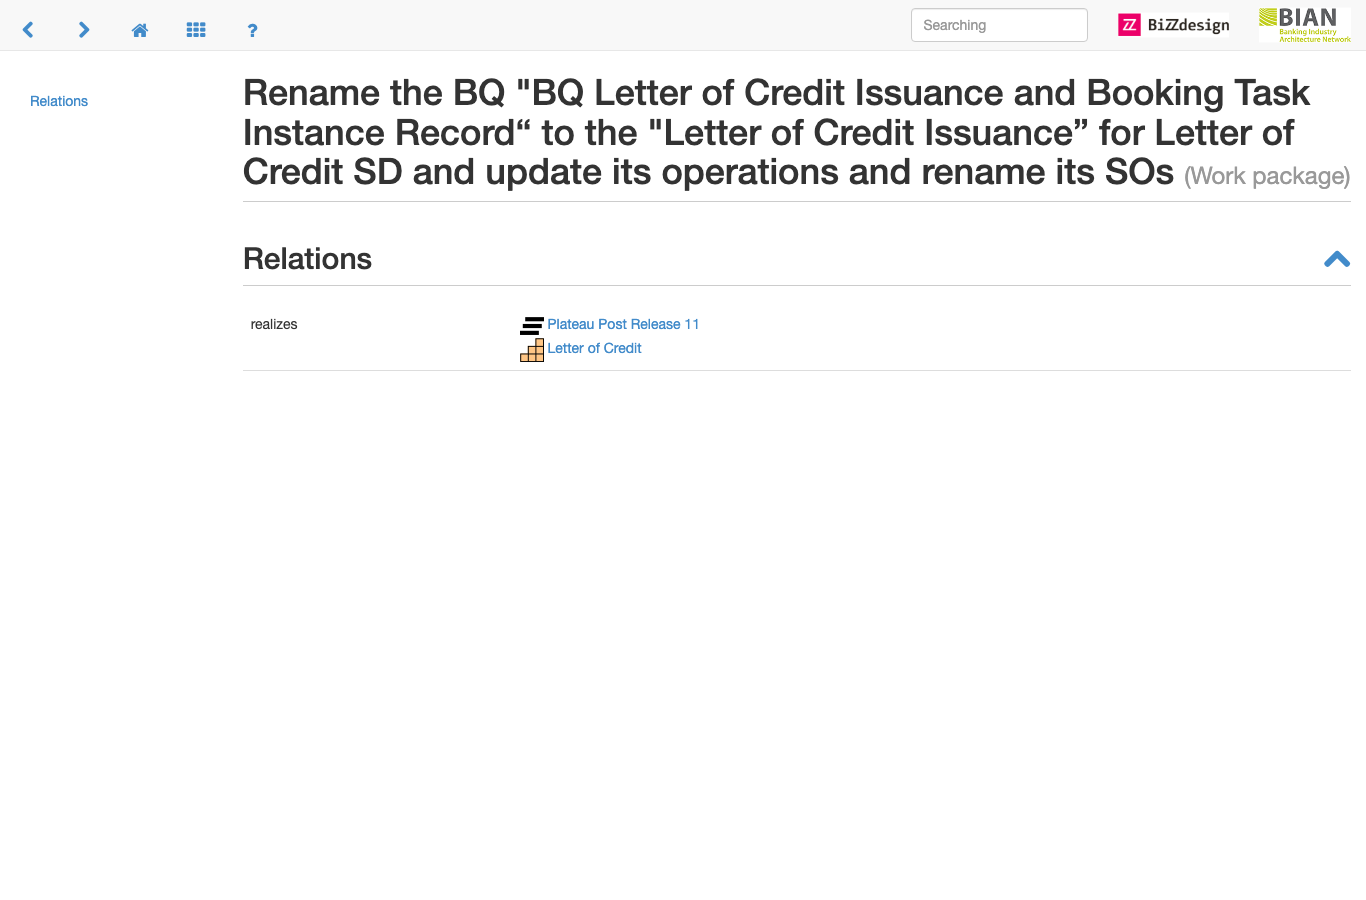 ?
Searching
ZZ BiZZdesign
BIAN
Banking Industry
Architecture Network
Relations
Rename the BQ "BQ Letter of Credit Issuance and Booking Task
Instance Record“ to the "Letter of Credit Issuance” for Letter of
Credit SD and update its operations and rename its SOs (Work package)
Relations
realizes
Plateau Post Release 11
Letter of Credit